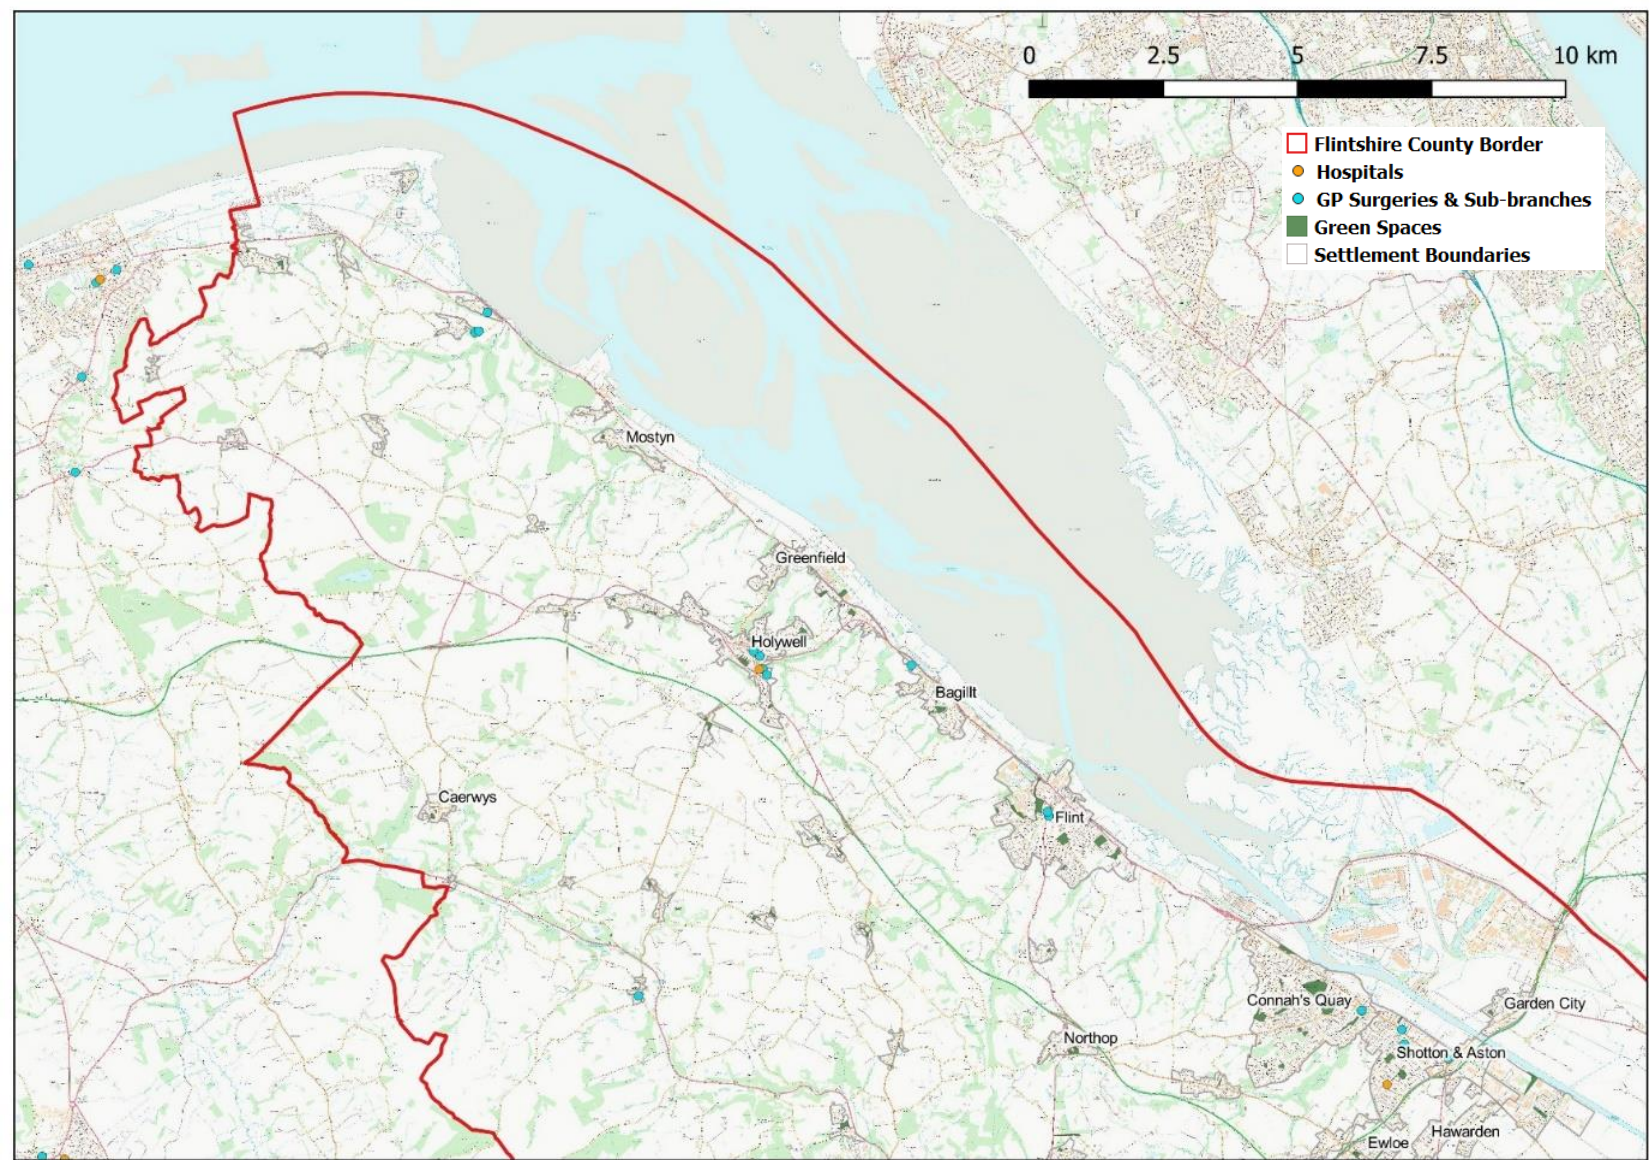 0 2.5 5 7.5 10 km
Flintshire County Border
Hospitals
GP Surgeries & Sub-branches
Green Spaces
Settlement Boundaries
Mostyn
Greenfield
Holywell
Bagillt
Caerwys
Flint
Connah's Quay
Garden City
Northop
Shotton & Aston
Hawarden
Ewloe